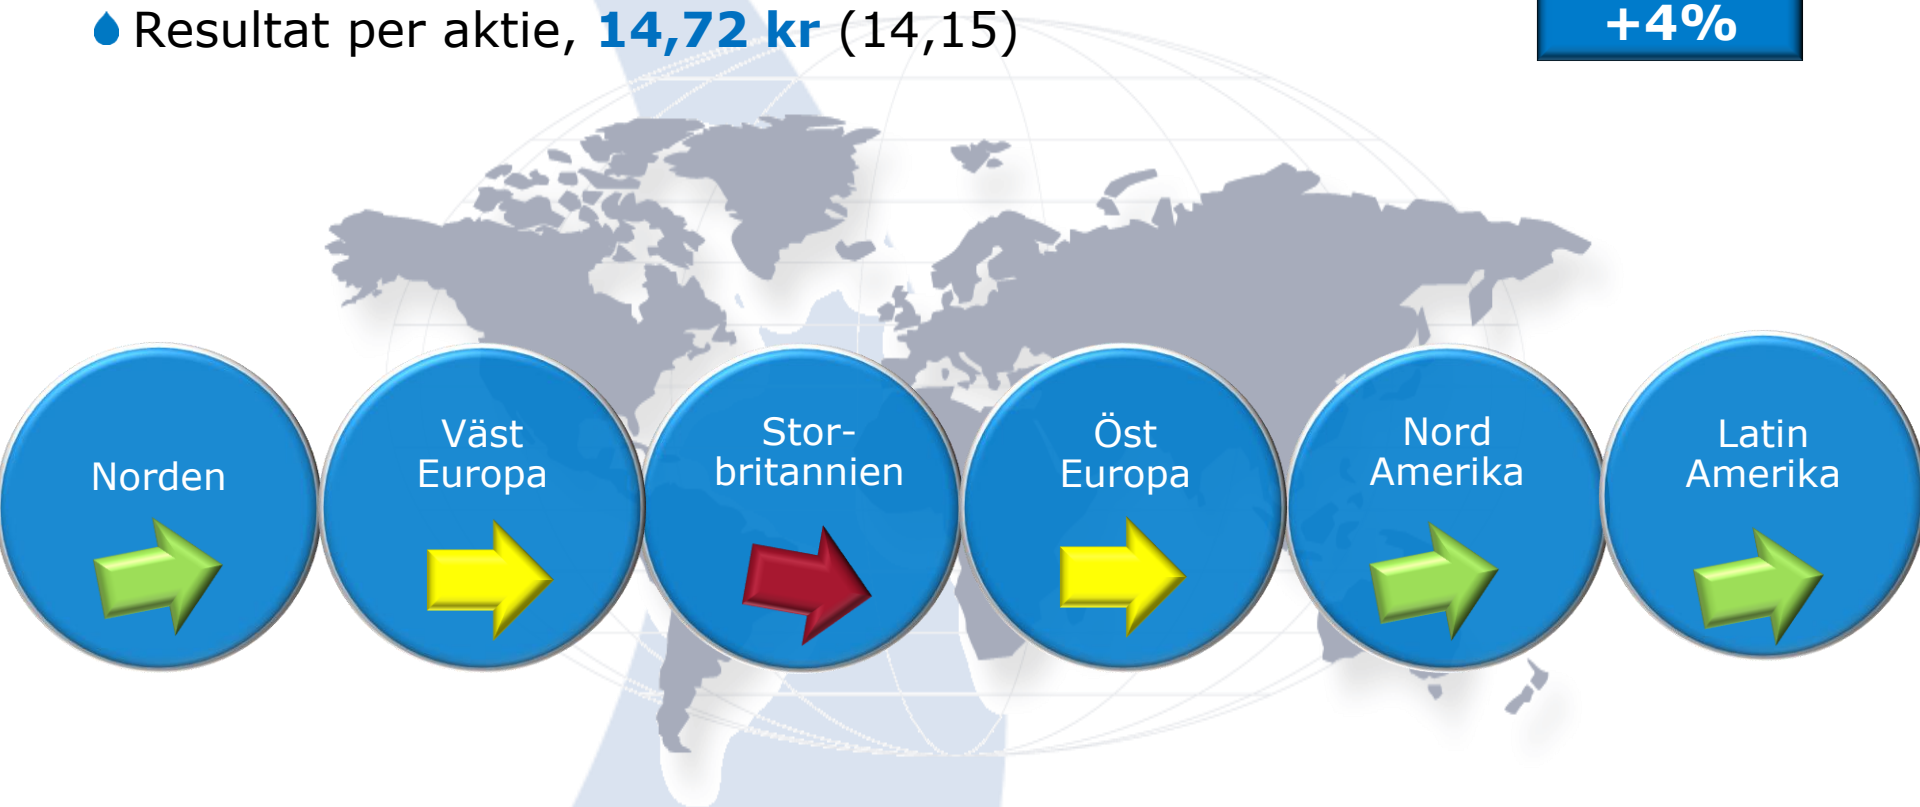 Resultat per aktie, 14,72 kr (14,15)
+4%
Norden
Väst
Europa
Stor-
britannien
Öst
Europa
Nord
Amerika
Latin
Amerika